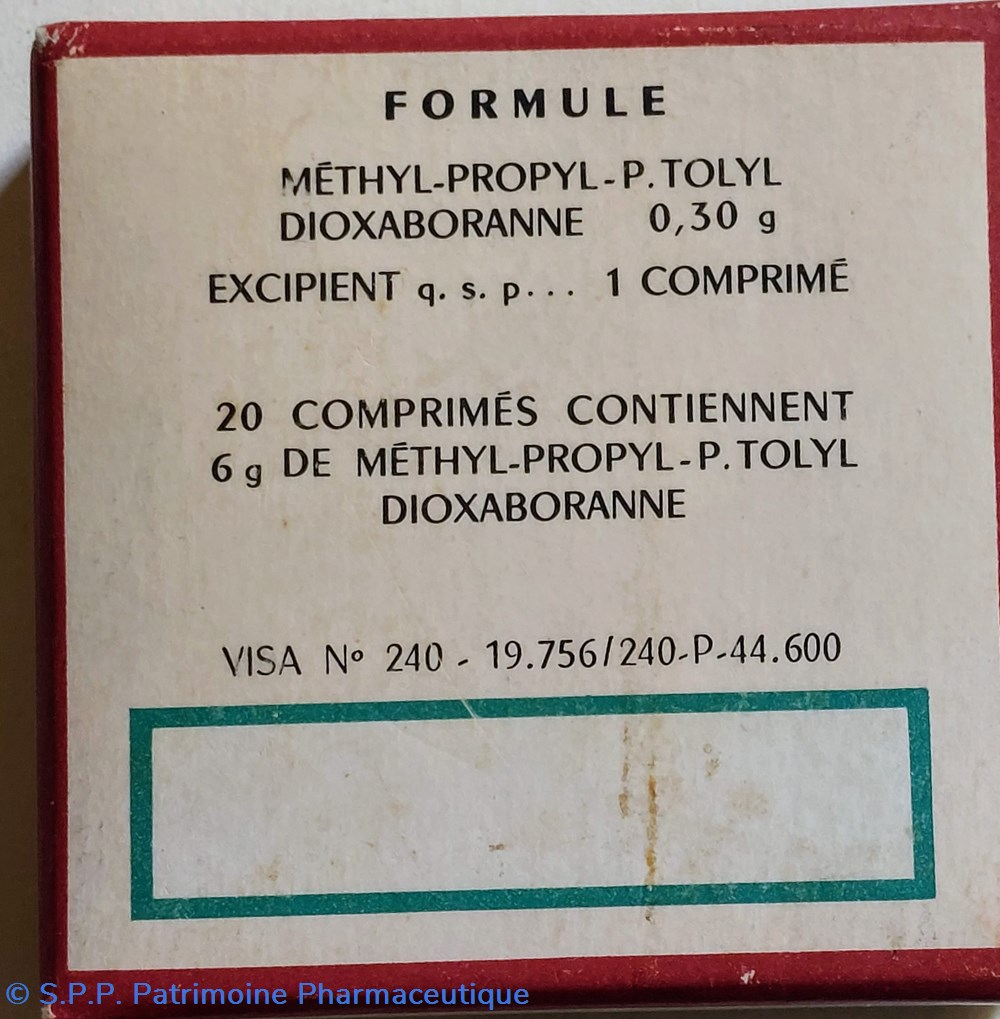 FORMULE
MÉTHYL-PROPYL-P.TOLYL
DIOXABORANNE 0,30 g
EXCIPIENT q. s. p... 1 COMPRIMÉ
20 COMPRIMÉS CONTIENNENT
6 g DE MÉTHYL-PROPYL-P.TOLYL
DIOXABORANNE
VISA Nº 240 - 19.756/240-P-44.600
© S.P.P. Patrimoine Pharmaceutique